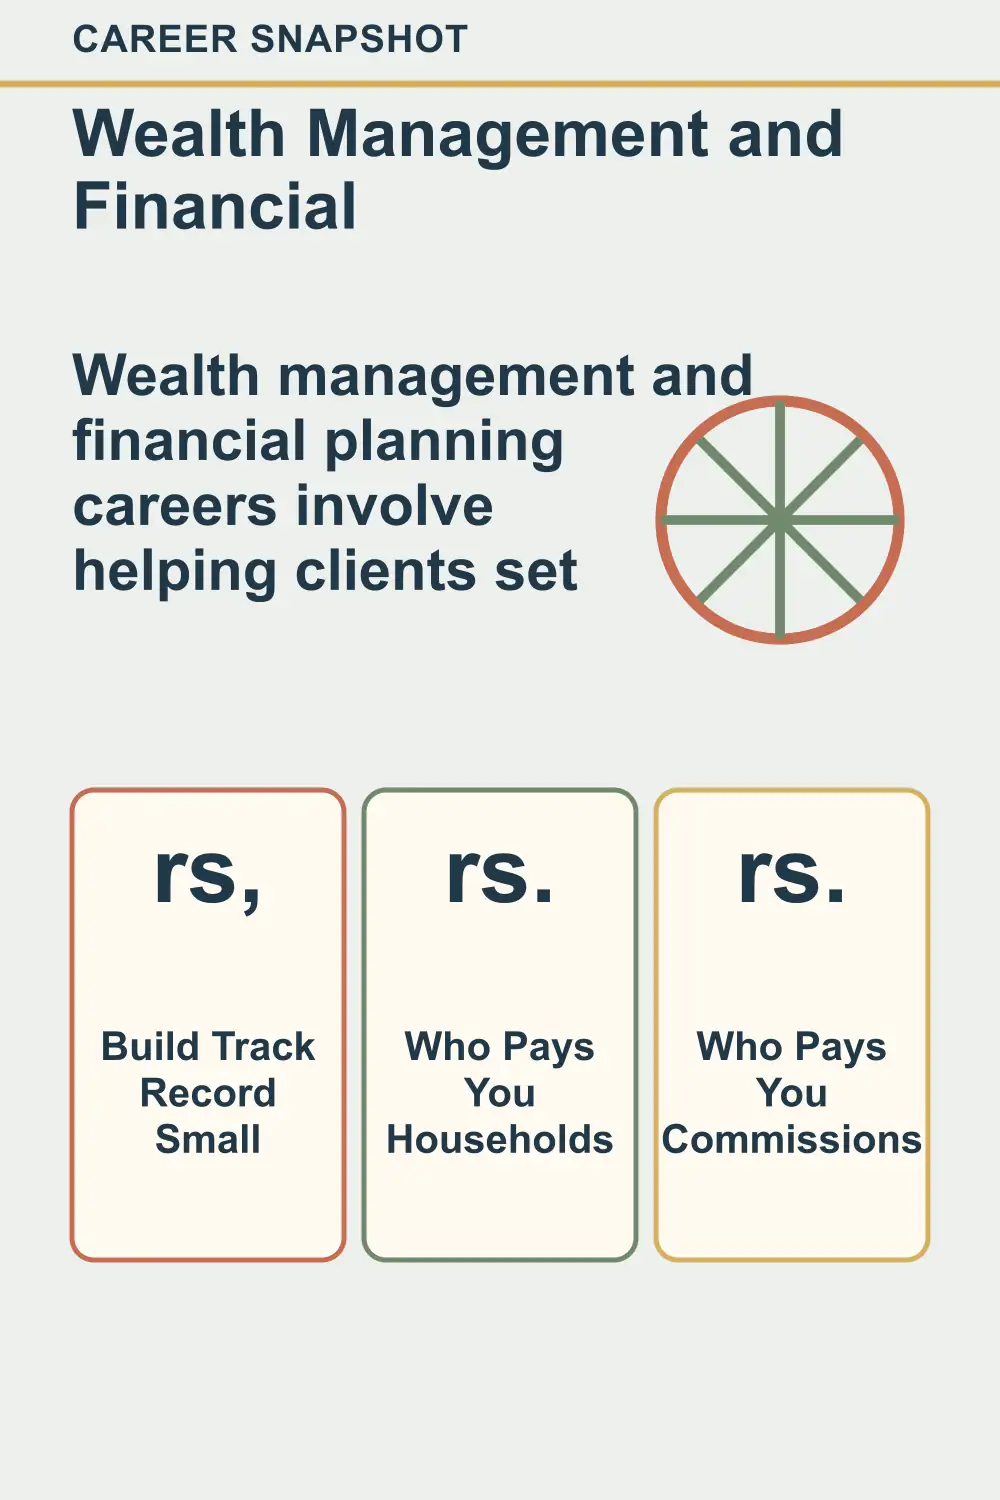 CAREER SNAPSHOT
Wealth Management and
Financial
Wealth management and
financial planning
careers involve
helping clients set
rs,
Build Track
Record
Small
rs.
Who Pays
You
Households
rs.
Who Pays
You
Commissions